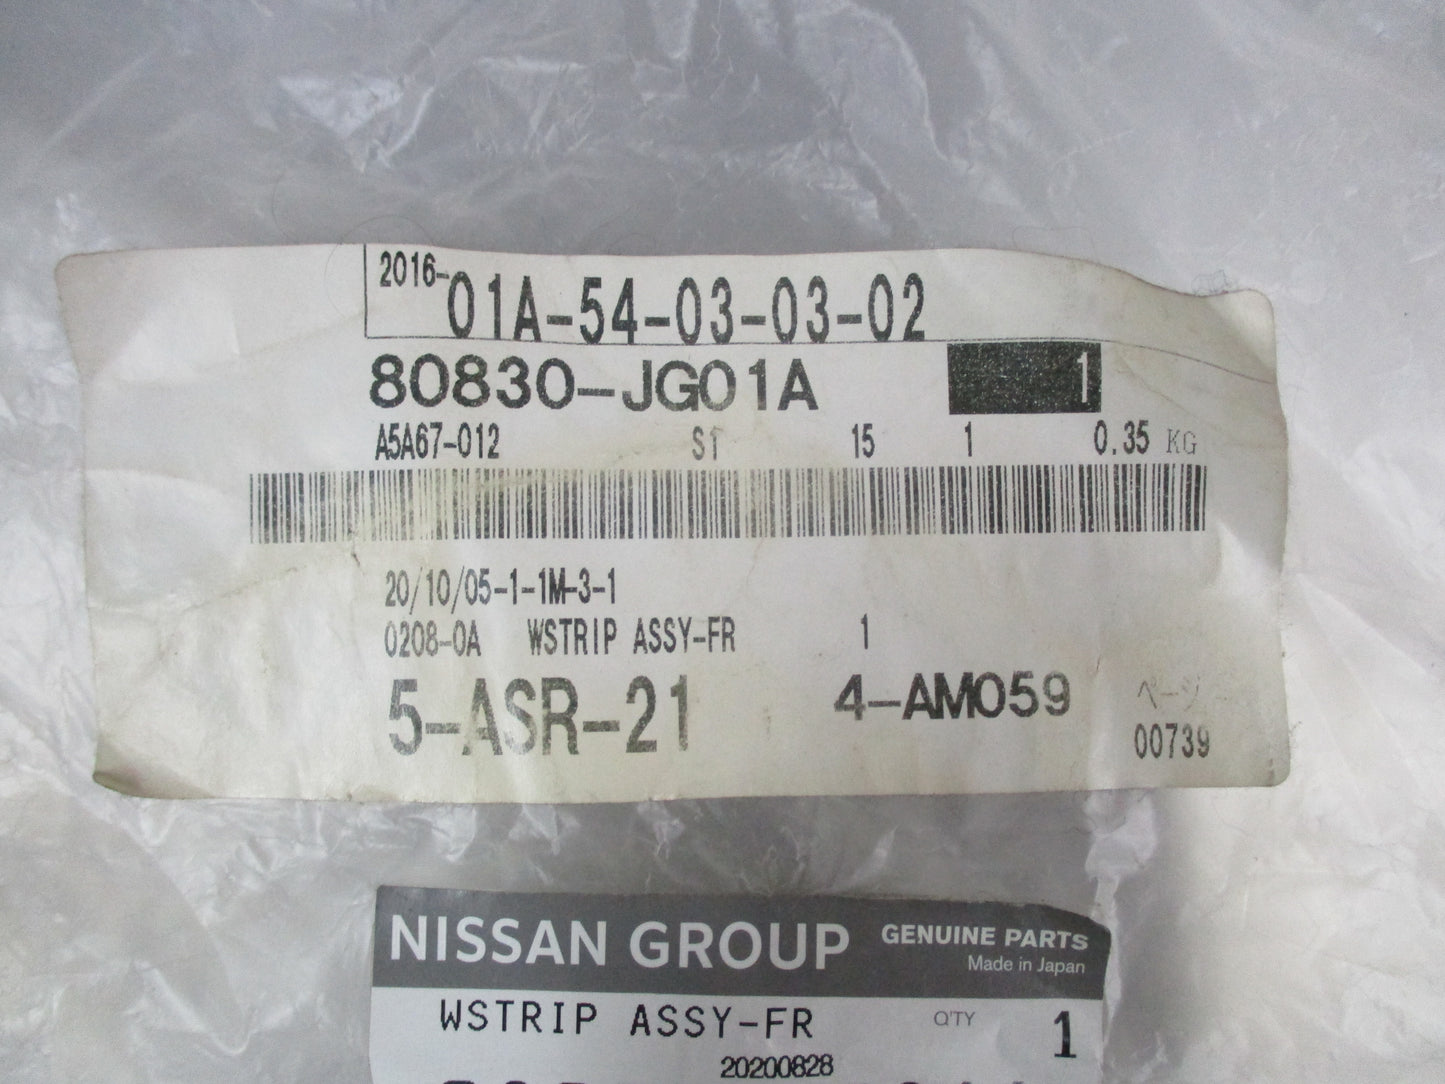 2016-01A-54-03-03-02
80830-JG01A 1
A5A67-012 ST 15 1 0.35 KG
20/10/05-1-1M-3-1
0208-0A WSTRIP ASSY-FR 1
5-ASR-21 4-AM059 ページ
00739
NISSAN GROUP GENUINE PARTS
Made in Japan
WSTRIP ASSY-FR Q'TY 1
20200828